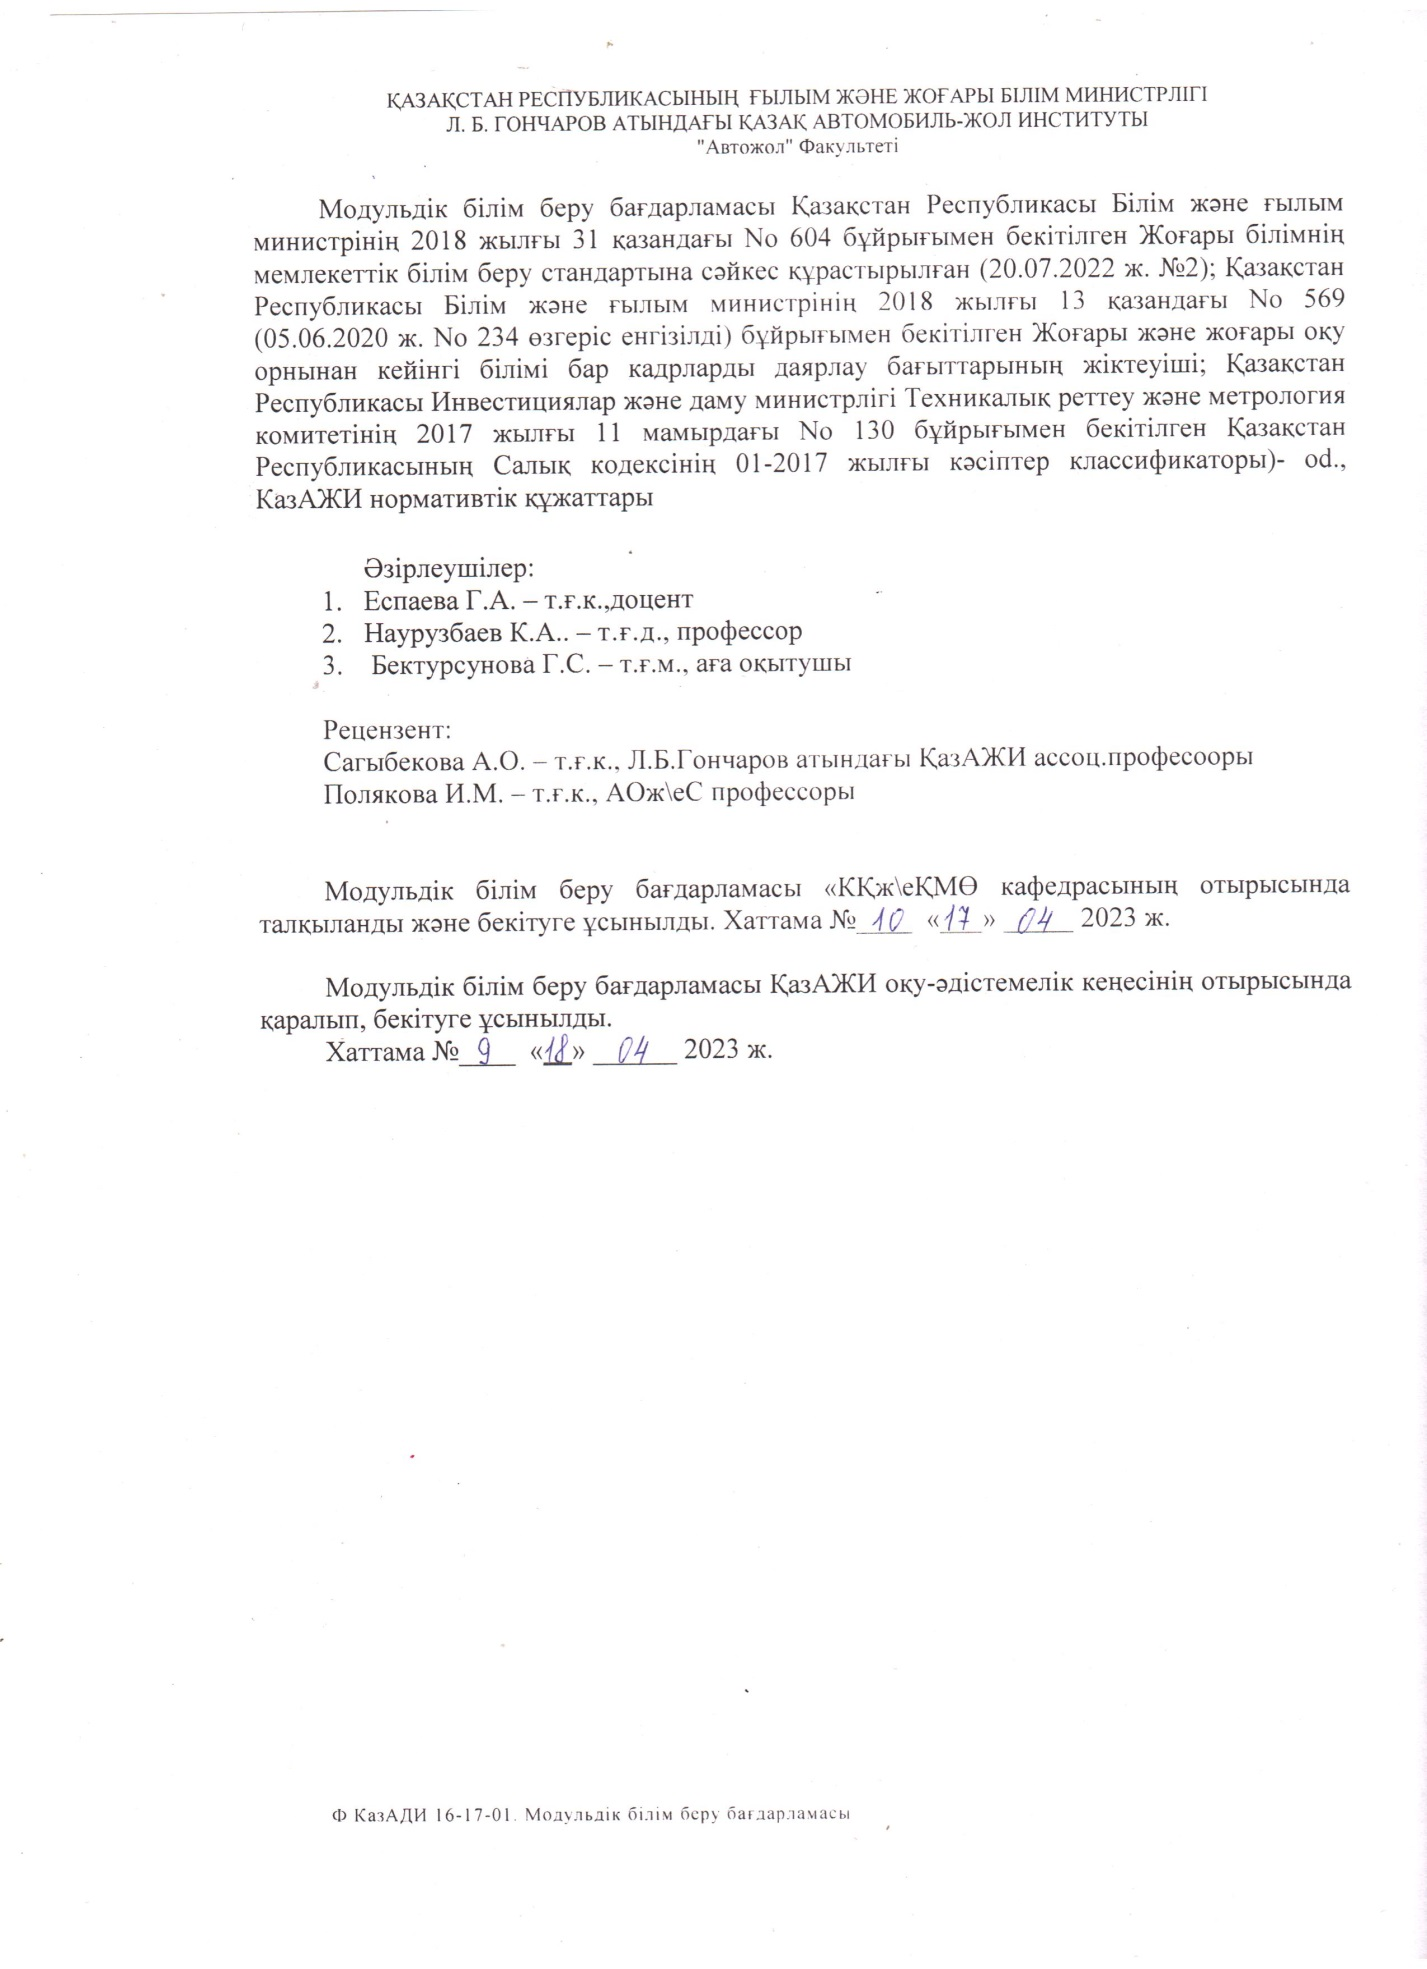 ҚАЗАҚСТАН РЕСПУБЛИКАСЫНЫҢ ҒЫЛЫМ ЖӘНЕ ЖОҒАРЫ БІЛІМ МИНИСТРЛІГІ
Л. Б. ГОНЧАРОВ АТЫНДАҒЫ ҚАЗАҚ АВТОМОБИЛЬ-ЖОЛ ИНСТИТУТЫ
"Автожол" Факультеті
Модульдік білім беру бағдарламасы Қазақстан Республикасы Білім және ғылым
министрінің 2018 жылғы 31 қазандағы No 604 бұйрығымен бекітілген Жоғары білімнің
мемлекеттік білім беру стандартына сәйкес құрастырылған (20.07.2022 ж. №2); Қазақстан
Республикасы Білім және ғылым министрінің 2018 жылғы 13 қазандағы No 569
(05.06.2020 ж. No 234 өзгеріс енгізілді) бұйрығымен бекітілген Жоғары және жоғары оқу
орнынан кейінгі білімі бар кадрларды даярлау бағыттарының жіктеуіші; Қазақстан
Республикасы Инвестициялар және даму министрлігі Техникалық реттеу және метрология
комитетінің 2017 жылғы 11 мамырдағы No 130 бұйрығымен бекітілген Қазақстан
Республикасының Салық кодексінің 01-2017 жылғы кәсіптер классификаторы)- od.,
КазАЖИ нормативтік құжаттары
Әзірлеушілер:
1. Еспаева Г.А. – т.ғ.к.,доцент
2. Наурузбаев К.А.. – т.ғ.д., профессор
3. Бектурсунова Г.С. – т.ғ.м., аға оқытушы
Рецензент:
Сагыбекова А.О. – т.ғ.к., Л.Б.Гончаров атындағы ҚазАЖИ ассоц.професооры
Полякова И.М. – т.ғ.к., АОж\еС профессоры
Модульдік білім беру бағдарламасы «КҚж\еҚМӨ кафедрасының отырысында
талқыланды және бекітуге ұсынылды. Хаттама №_10_ «_17_» _04_ 2023 ж.
Модульдік білім беру бағдарламасы ҚазАЖИ оқу-әдістемелік кеңесінің отырысында
қаралып, бекітуге ұсынылды.
Хаттама №_9_ «18» _04_ 2023 ж.
Ф КазАДИ 16-17-01. Модульдік білім беру бағдарламасы